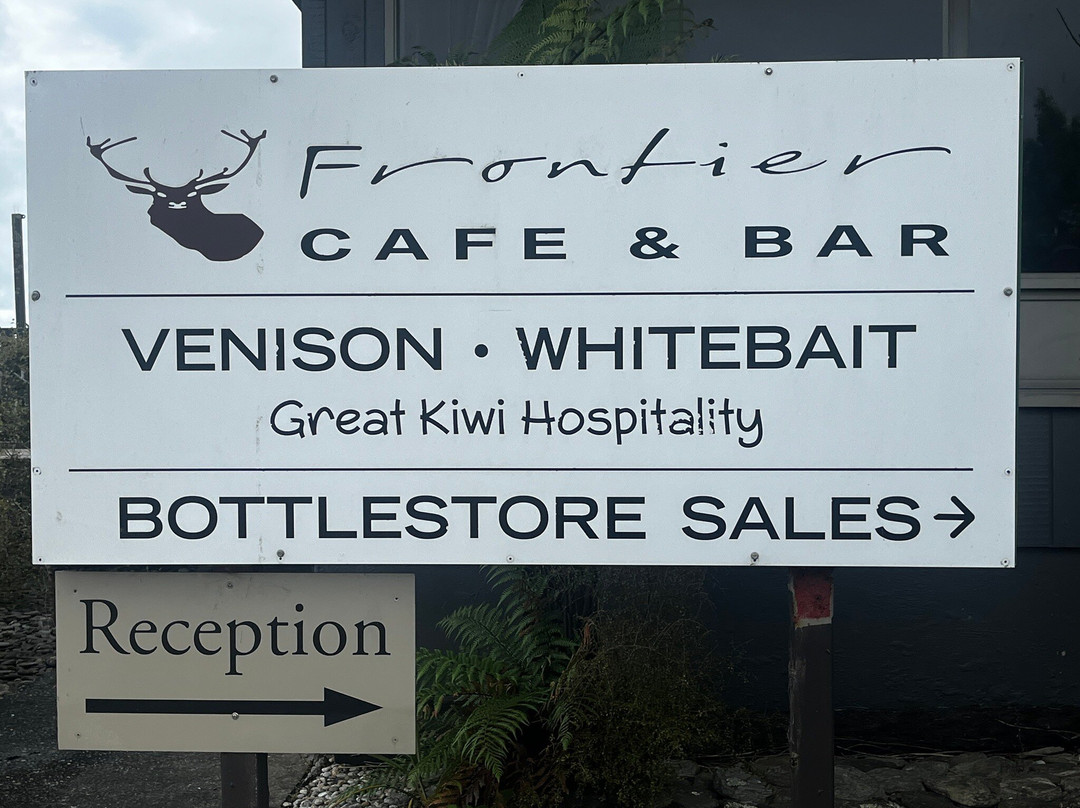 Frontier
CAFE & BAR
VENISON • WHITEBAIT
Great Kiwi Hospitality
BOTTLESTORE SALES→
Reception